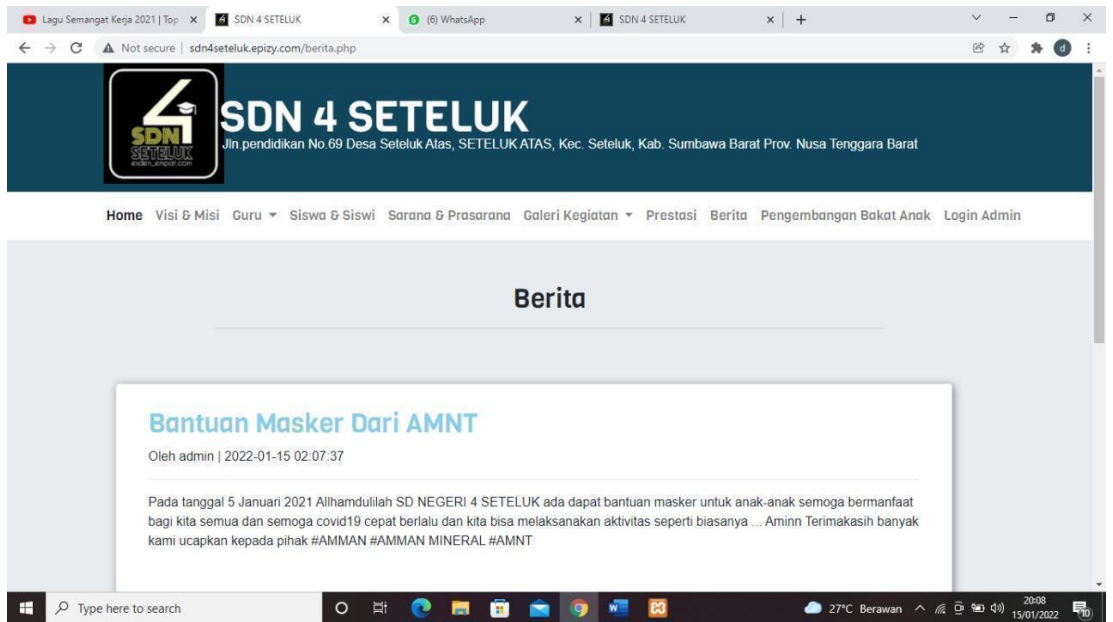 Lagu Semangat Kerja 2021 | Top
SDN 4 SETELUK
(6) WhatsApp
SDN 4 SETELUK
Not secure | sdn4seteluk.epizy.com/berita.php
d
4
SDN
SETELUK
SDN 4 SETELUK
Jln.pendidikan No.69 Desa Seteluk Atas, SETELUK ATAS, Kec. Seteluk, Kab. Sumbawa Barat Prov. Nusa Tenggara Barat
Home Visi & Misi Guru Siswa & Siswi Sarana & Prasarana Galeri Kegiatan Prestasi Berita Pengembangan Bakat Anak Login Admin
Berita
Bantuan Masker Dari AMNT
Oleh admin | 2022-01-15 02:07:37
Pada tanggal 5 Januari 2021 Allhamdulilah SD NEGERI 4 SETELUK ada dapat bantuan masker untuk anak-anak semoga bermanfaat
bagi kita semua dan semoga covid19 cepat berlalu dan kita bisa melaksanakan aktivitas seperti biasanya ... Aminn Terimakasih banyak
kami ucapkan kepada pihak #AMMAN #AMMAN MINERAL #AMNT
Type here to search
27°C Berawan
20:08
15/01/2022
10